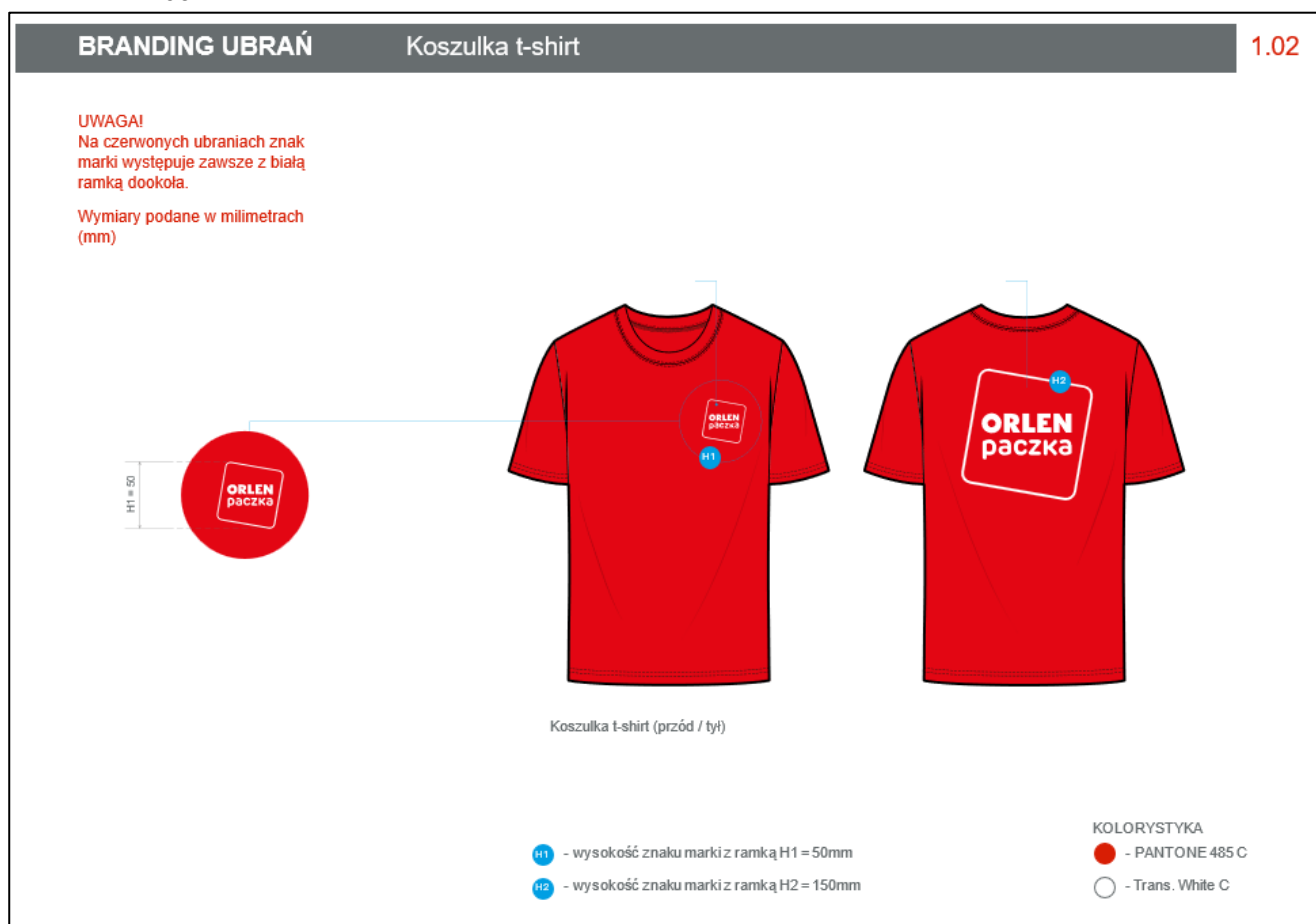 BRANDING UBRAŃ Koszulka t-shirt 1.02
UWAGA!
Na czerwonych ubraniach znak
marki występuje zawsze z białą
ramką dookoła.
Wymiary podane w milimetrach
(mm)
H1 = 50
ORLEN
paczka
ORLEN
paczka
H1
H2
ORLEN
paczka
Koszulka t-shirt (przód / tył)
H1 - wysokość znaku marki z ramką H1 = 50mm
H2 - wysokość znaku marki z ramką H2 = 150mm
KOLORYSTYKA
- PANTONE 485 C
- Trans. White C